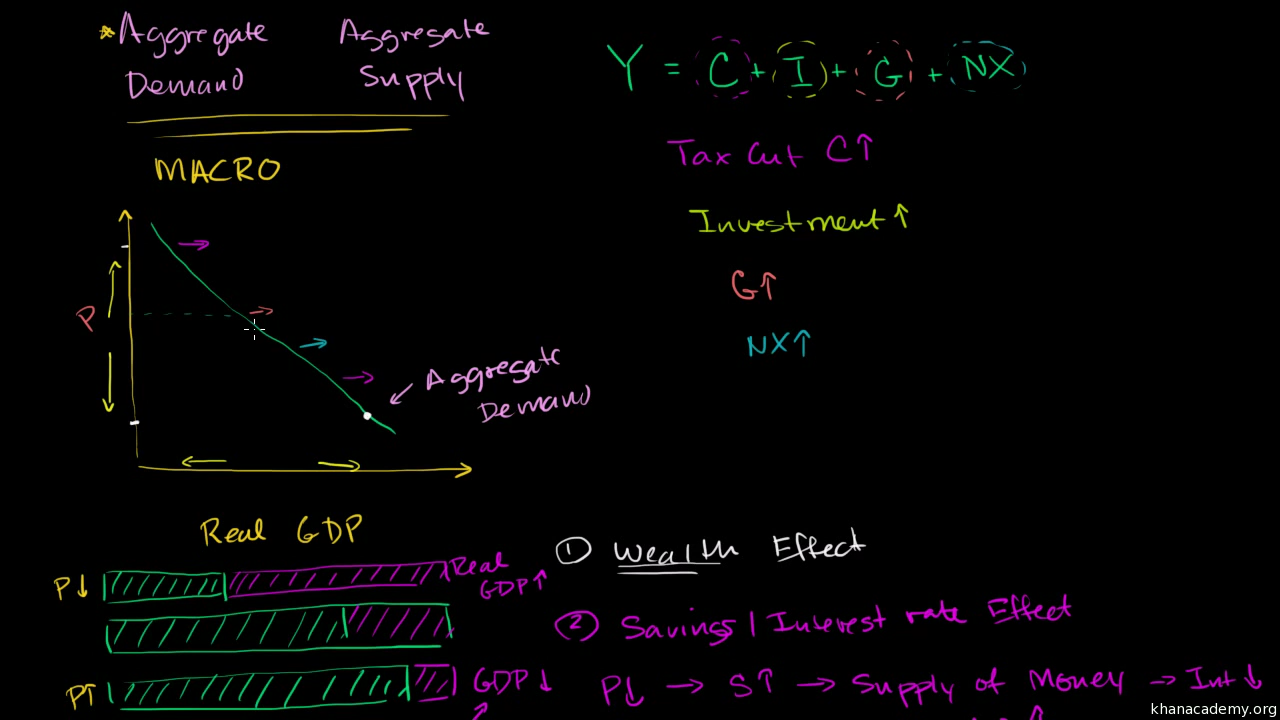 Aggregate Demand
Aggregate Supply
MACRO
P
Aggregate
Demand
Real GDP
Y = C + I + G + NX
Tax Cut C↑
Investment ↑
G↑
NX↑
P↓
Real
GDP↑
P↑
GDP ↓
① Wealth Effect
② Savings / Interest rate Effect
P↓ → S↑ → Supply of Money → Int ↓
khanacademy.org